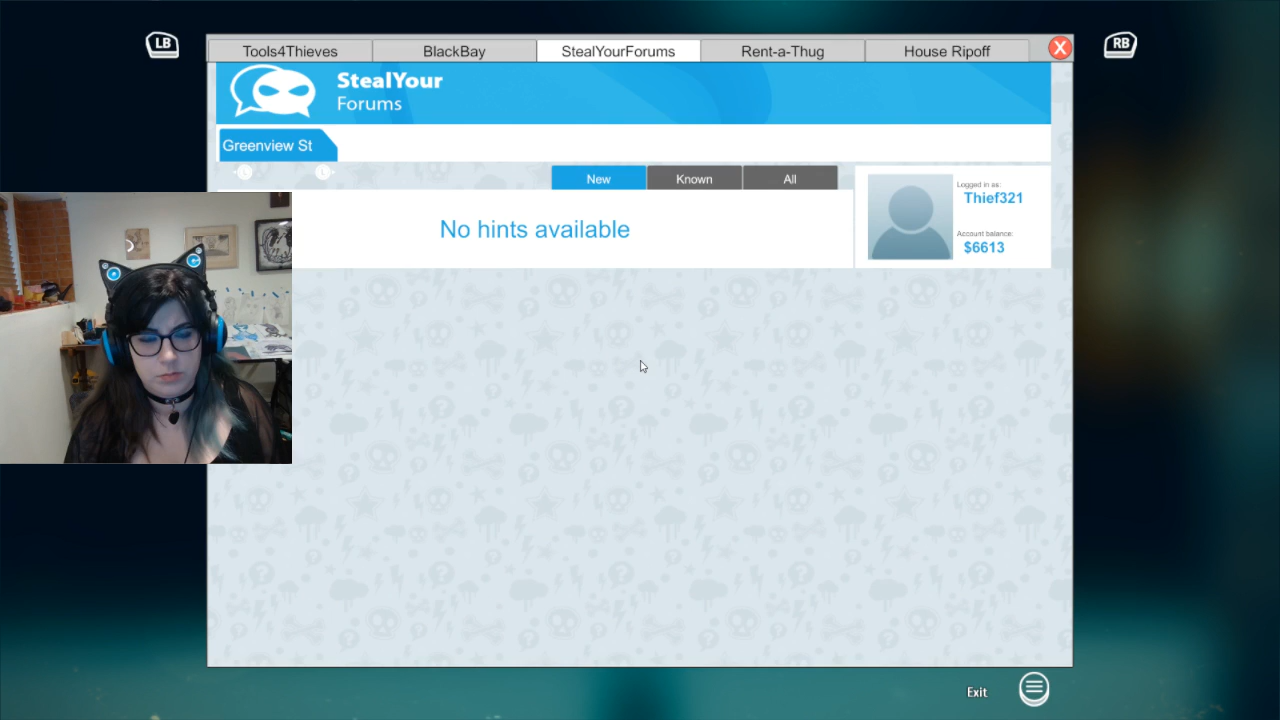 LB
RB
Tools4Thieves
BlackBay
StealYourForums
Rent-a-Thug
House Ripoff
X
StealYour
Forums
Greenview St
New
Known
All
No hints available
Logged in as:
Thief321
Account balance:
$6613
Exit